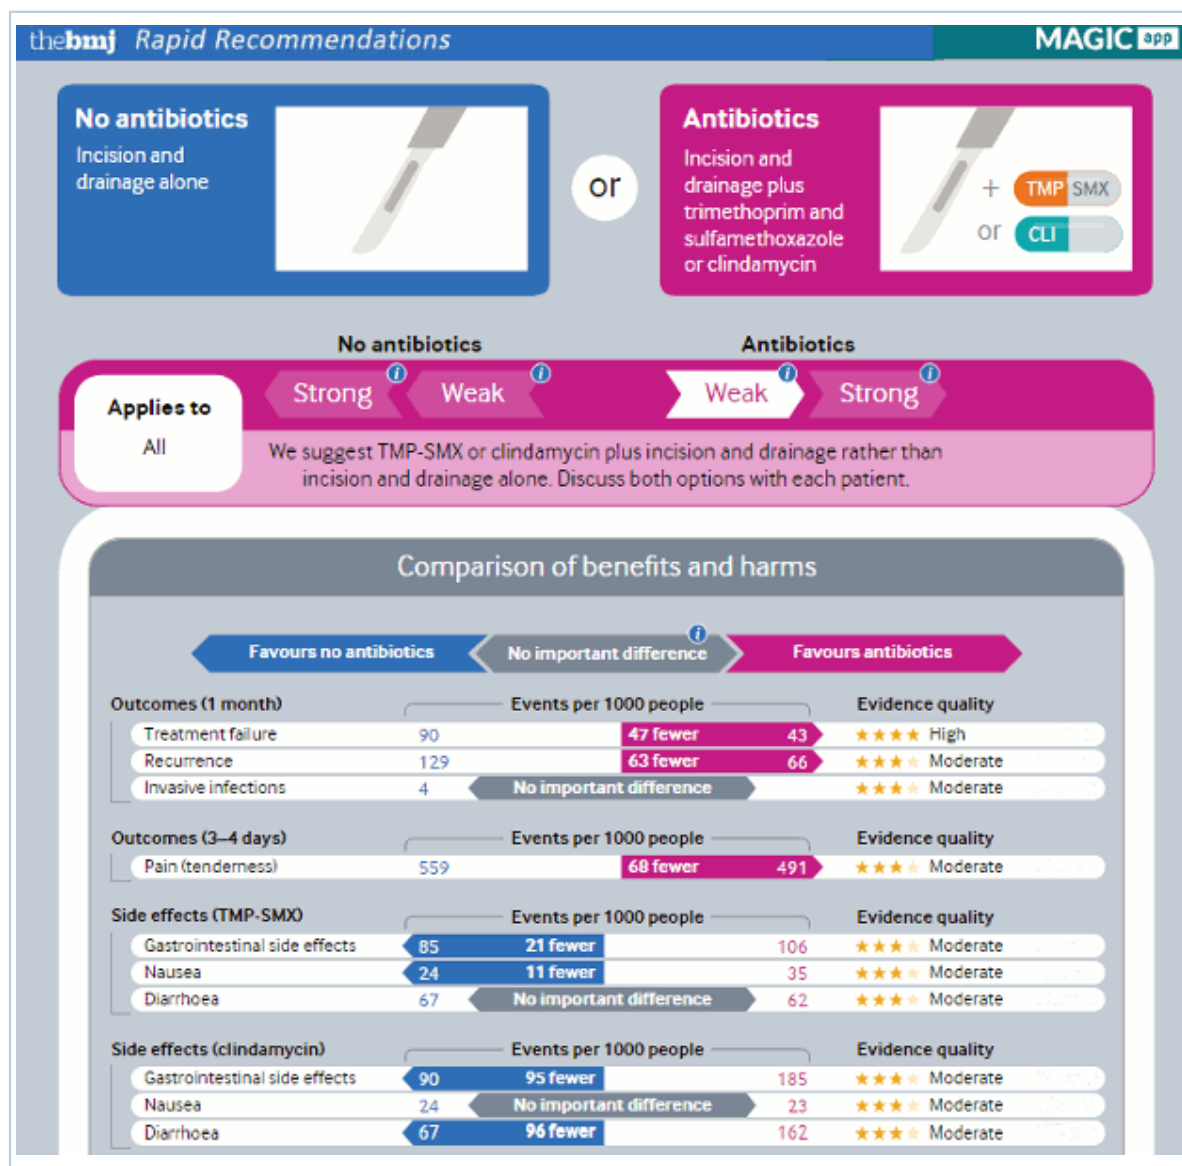 thebmj Rapid Recommendations
MAGIC app
No antibiotics
Incision and
drainage alone
or
Antibiotics
Incision and
drainage plus
trimethoprim and
sulfamethoxazole
or clindamycin
+ TMP SMX
or CLI
No antibiotics
Antibiotics
Applies to
All
Strong i Weak i Weak i Strong i
We suggest TMP-SMX or clindamycin plus incision and drainage rather than
incision and drainage alone. Discuss both options with each patient.
Comparison of benefits and harms
Favours no antibiotics No important difference i Favours antibiotics
Outcomes (1 month) Events per 1000 people Evidence quality
Treatment failure 90 47 fewer 43 High
Recurrence 129 63 fewer 66 Moderate
Invasive infections 4 No important difference Moderate
Outcomes (3–4 days) Events per 1000 people Evidence quality
Pain (tenderness) 559 68 fewer 491 Moderate
Side effects (TMP-SMX) Events per 1000 people Evidence quality
Gastrointestinal side effects 85 21 fewer 106 Moderate
Nausea 24 11 fewer 35 Moderate
Diarrhoea 67 No important difference 62 Moderate
Side effects (clindamycin) Events per 1000 people Evidence quality
Gastrointestinal side effects 90 95 fewer 185 Moderate
Nausea 24 No important difference 23 Moderate
Diarrhoea 67 96 fewer 162 Moderate